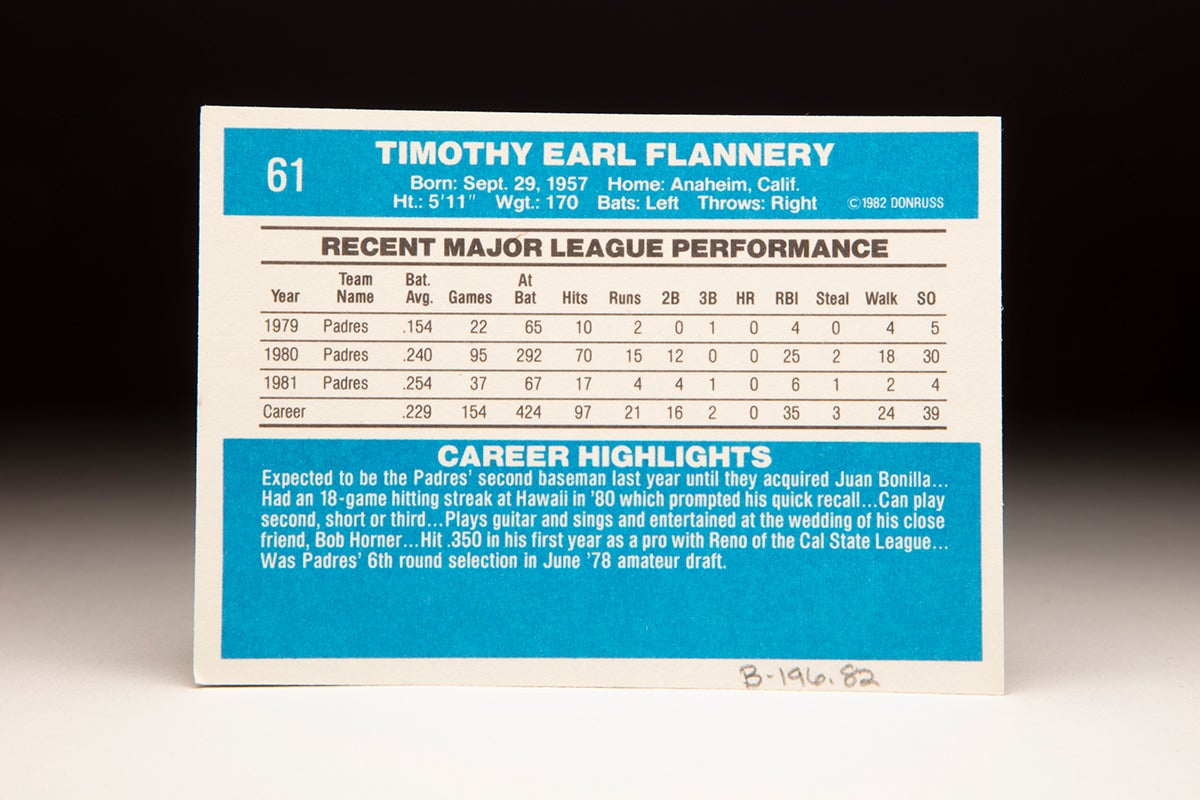 61
TIMOTHY EARL FLANNERY
Born: Sept. 29, 1957 Home: Anaheim, Calif.
Ht.: 5'11" Wgt.: 170 Bats: Left Throws: Right ©1982 DONRUSS
RECENT MAJOR LEAGUE PERFORMANCE
Year Team Name Bat. Avg. Games At Bat Hits Runs 2B 3B HR RBI Steal Walk SO
1979 Padres .154 22 65 10 2 0 1 0 4 0 4 5
1980 Padres .240 95 292 70 15 12 0 0 25 2 18 30
1981 Padres .254 37 67 17 4 4 1 0 6 1 2 4
Career .229 154 424 97 21 16 2 0 35 3 24 39
CAREER HIGHLIGHTS
Expected to be the Padres' second baseman last year until they acquired Juan Bonilla...
Had an 18-game hitting streak at Hawaii in '80 which prompted his quick recall...Can play
second, short or third...Plays guitar and sings and entertained at the wedding of his close
friend, Bob Horner...Hit .350 in his first year as a pro with Reno of the Cal State League...
Was Padres' 6th round selection in June '78 amateur draft.
B-196.82